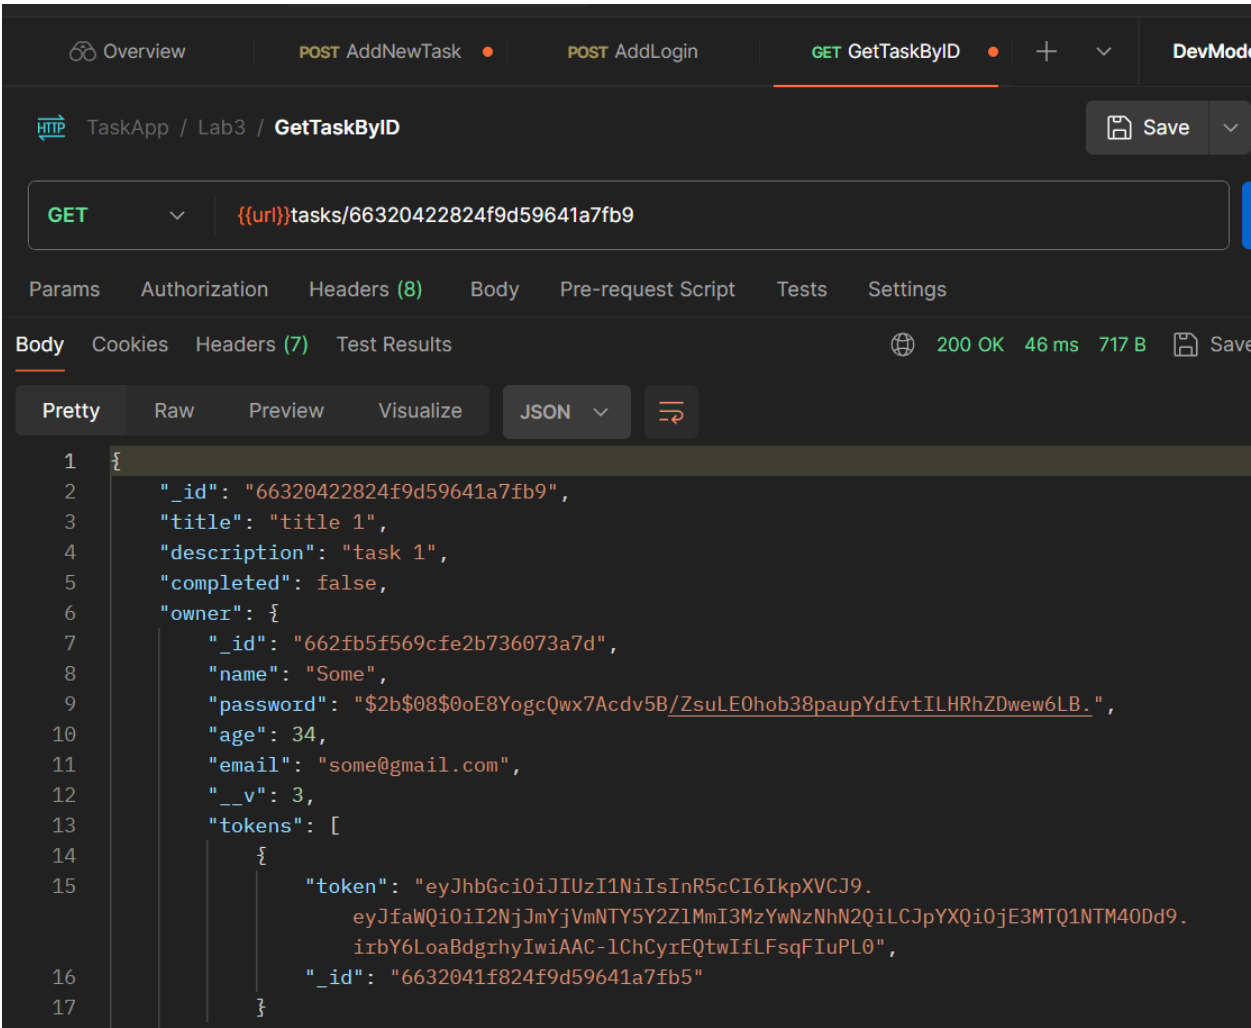 Overview POST AddNewTask POST AddLogin GET GetTaskByID DevMode
HTTP TaskApp / Lab3 / GetTaskByID Save
GET {{url}}tasks/66320422824f9d59641a7fb9
Params Authorization Headers (8) Body Pre-request Script Tests Settings
Body Cookies Headers (7) Test Results 200 OK 46 ms 717 B Save
Pretty Raw Preview Visualize JSON
1 {
2 "_id": "66320422824f9d59641a7fb9",
3 "title": "title 1",
4 "description": "task 1",
5 "completed": false,
6 "owner": {
7 "_id": "662fb5f569cfe2b736073a7d",
8 "name": "Some",
9 "password": "$2b$08$0oE8YogcQwx7Acdv5B/ZsuLEOhob38paupYdfvtILHRhZDwew6LB.",
10 "age": 34,
11 "email": "some@gmail.com",
12 "__v": 3,
13 "tokens": [
14 {
15 "token": "eyJhbGciOiJIUzI1NiIsInR5cCI6IkpXVCJ9.
eyJfaWQiOiI2NjJmYjVmNTY5Y2ZlMmI3MzYwNzNhN2QiLCJpYXQiOjE3MTQ1NTM4ODd9.
irbY6LoaBdgrhyIwiAAC-lChCyrEQtwIfLFsqFIuPL0",
16 "_id": "6632041f824f9d59641a7fb5"
17 }